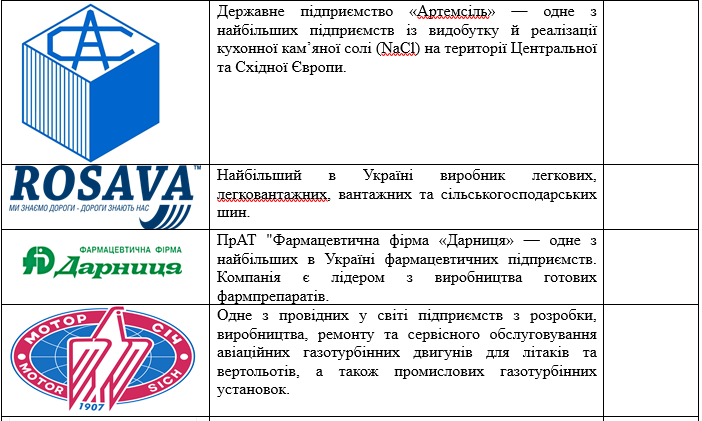 АС
Державне підприємство «Артемсіль» — одне з
найбільших підприємств із видобутку й реалізації
кухонної кам’яної солі (NaCl) на території Центральної
та Східної Європи.
ROSAVA™
МИ ЗНАЄМО ДОРОГИ - ДОРОГИ ЗНАЮТЬ НАС
Найбільший в Україні виробник легкових,
легковантажних, вантажних та сільськогосподарських
шин.
ФАРМАЦЕВТИЧНА ФІРМА
Дарниця
ПрАТ "Фармацевтична фірма «Дарниця» — одне з
найбільших в Україні фармацевтичних підприємств.
Компанія є лідером з виробництва готових
фармпрепаратів.
МОТОР СІЧ
MOTOR SICH
1907
Одне з провідних у світі підприємств з розробки,
виробництва, ремонту та сервісного обслуговування
авіаційних газотурбінних двигунів для літаків та
вертольотів, а також промислових газотурбінних
установок.